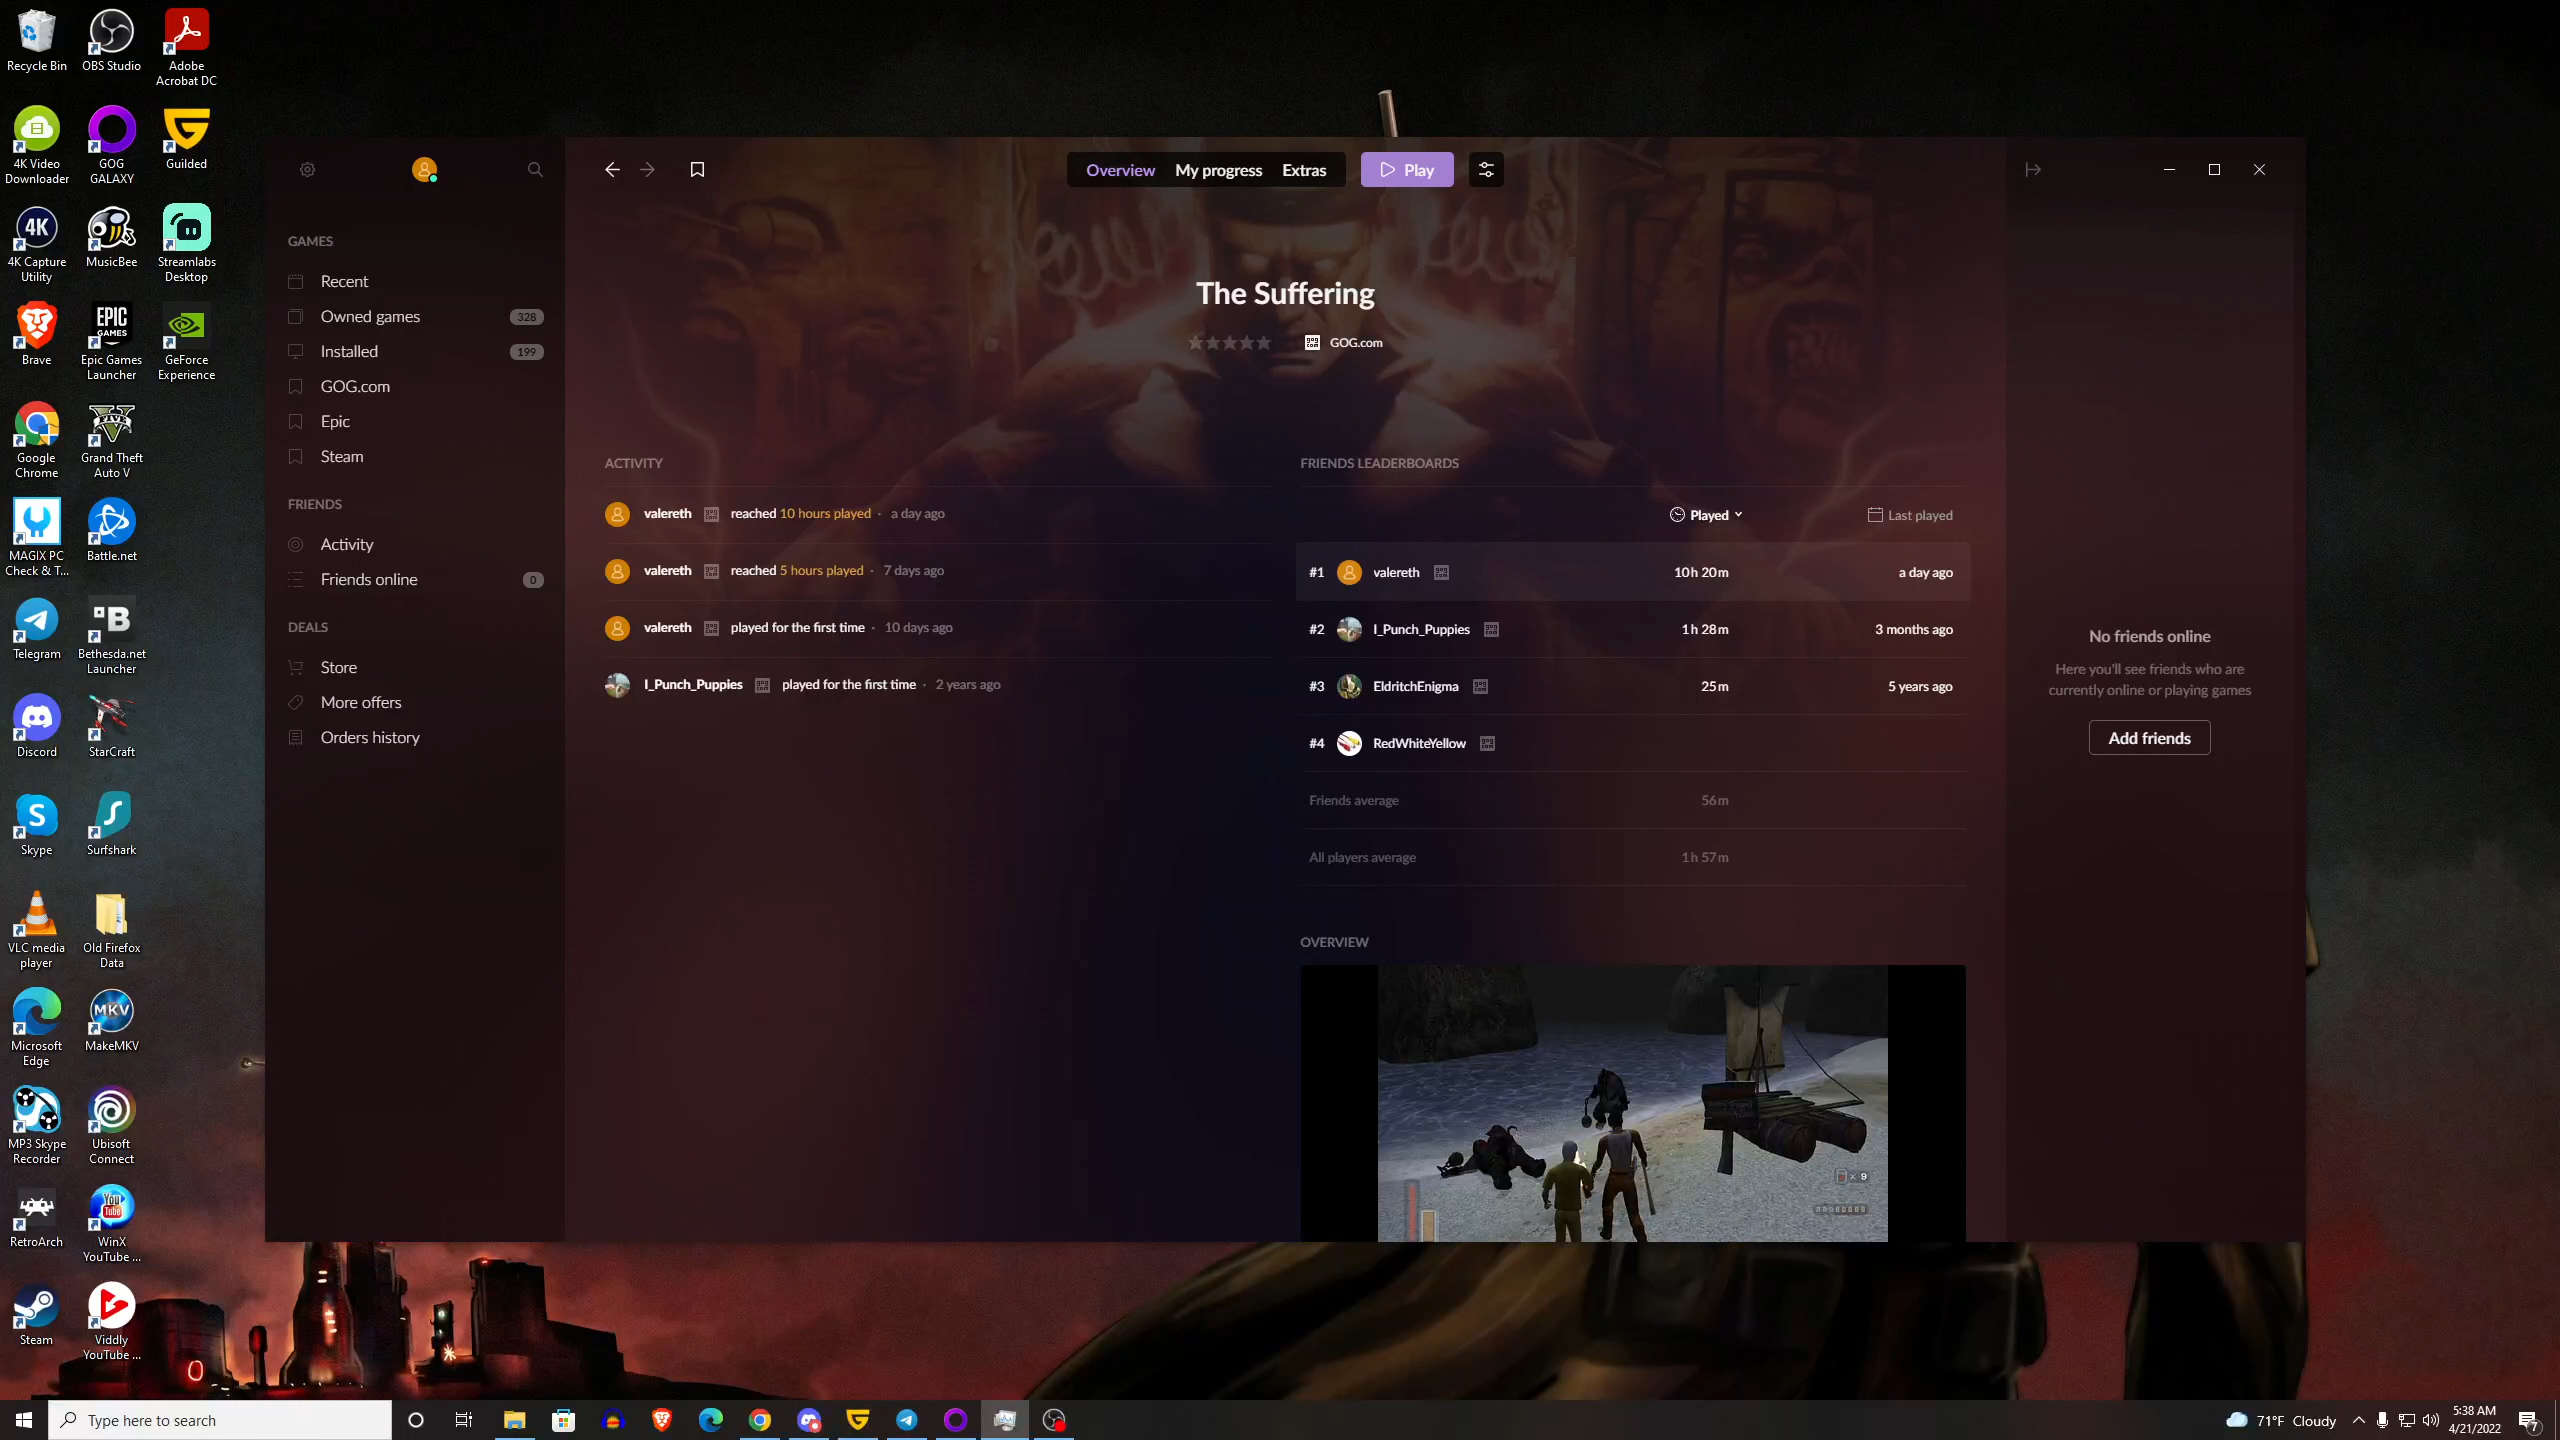 Recycle Bin
OBS Studio
Adobe
Acrobat DC
4K Video
Downloader
GOG
GALAXY
Guilded
4K
4K Capture
Utility
MusicBee
Streamlabs
Desktop
Brave
EPIC
GAMES
Epic Games
Launcher
GeForce
Experience
Google
Chrome
Grand Theft
Auto V
MAGIX PC
Check & T...
Battle.net
Telegram
Bethesda.net
Launcher
Discord
StarCraft
Skype
Surfshark
VLC media
player
Old Firefox
Data
Microsoft
Edge
MKV
MakeMKV
MP3 Skype
Recorder
Ubisoft
Connect
RetroArch
You
Tube
WinX
YouTube ...
Steam
Viddly
YouTube ...
GAMES
Recent
Owned games 328
Installed 199
GOG.com
Epic
Steam
FRIENDS
Activity
Friends online 0
DEALS
Store
More offers
Orders history
Overview My progress Extras Play
The Suffering
GOG.com
ACTIVITY
valereth reached 10 hours played · a day ago
valereth reached 5 hours played · 7 days ago
valereth played for the first time · 10 days ago
I_Punch_Puppies played for the first time · 2 years ago
FRIENDS LEADERBOARDS
Played Last played
#1 valereth 10h 20m a day ago
#2 I_Punch_Puppies 1h 28m 3 months ago
#3 EldritchEnigma 25m 5 years ago
#4 RedWhiteYellow
Friends average 56m
All players average 1h 57m
OVERVIEW
x 9
No friends online
Here you'll see friends who are
currently online or playing games
Add friends
Type here to search
71°F Cloudy
5:38 AM
4/21/2022
7